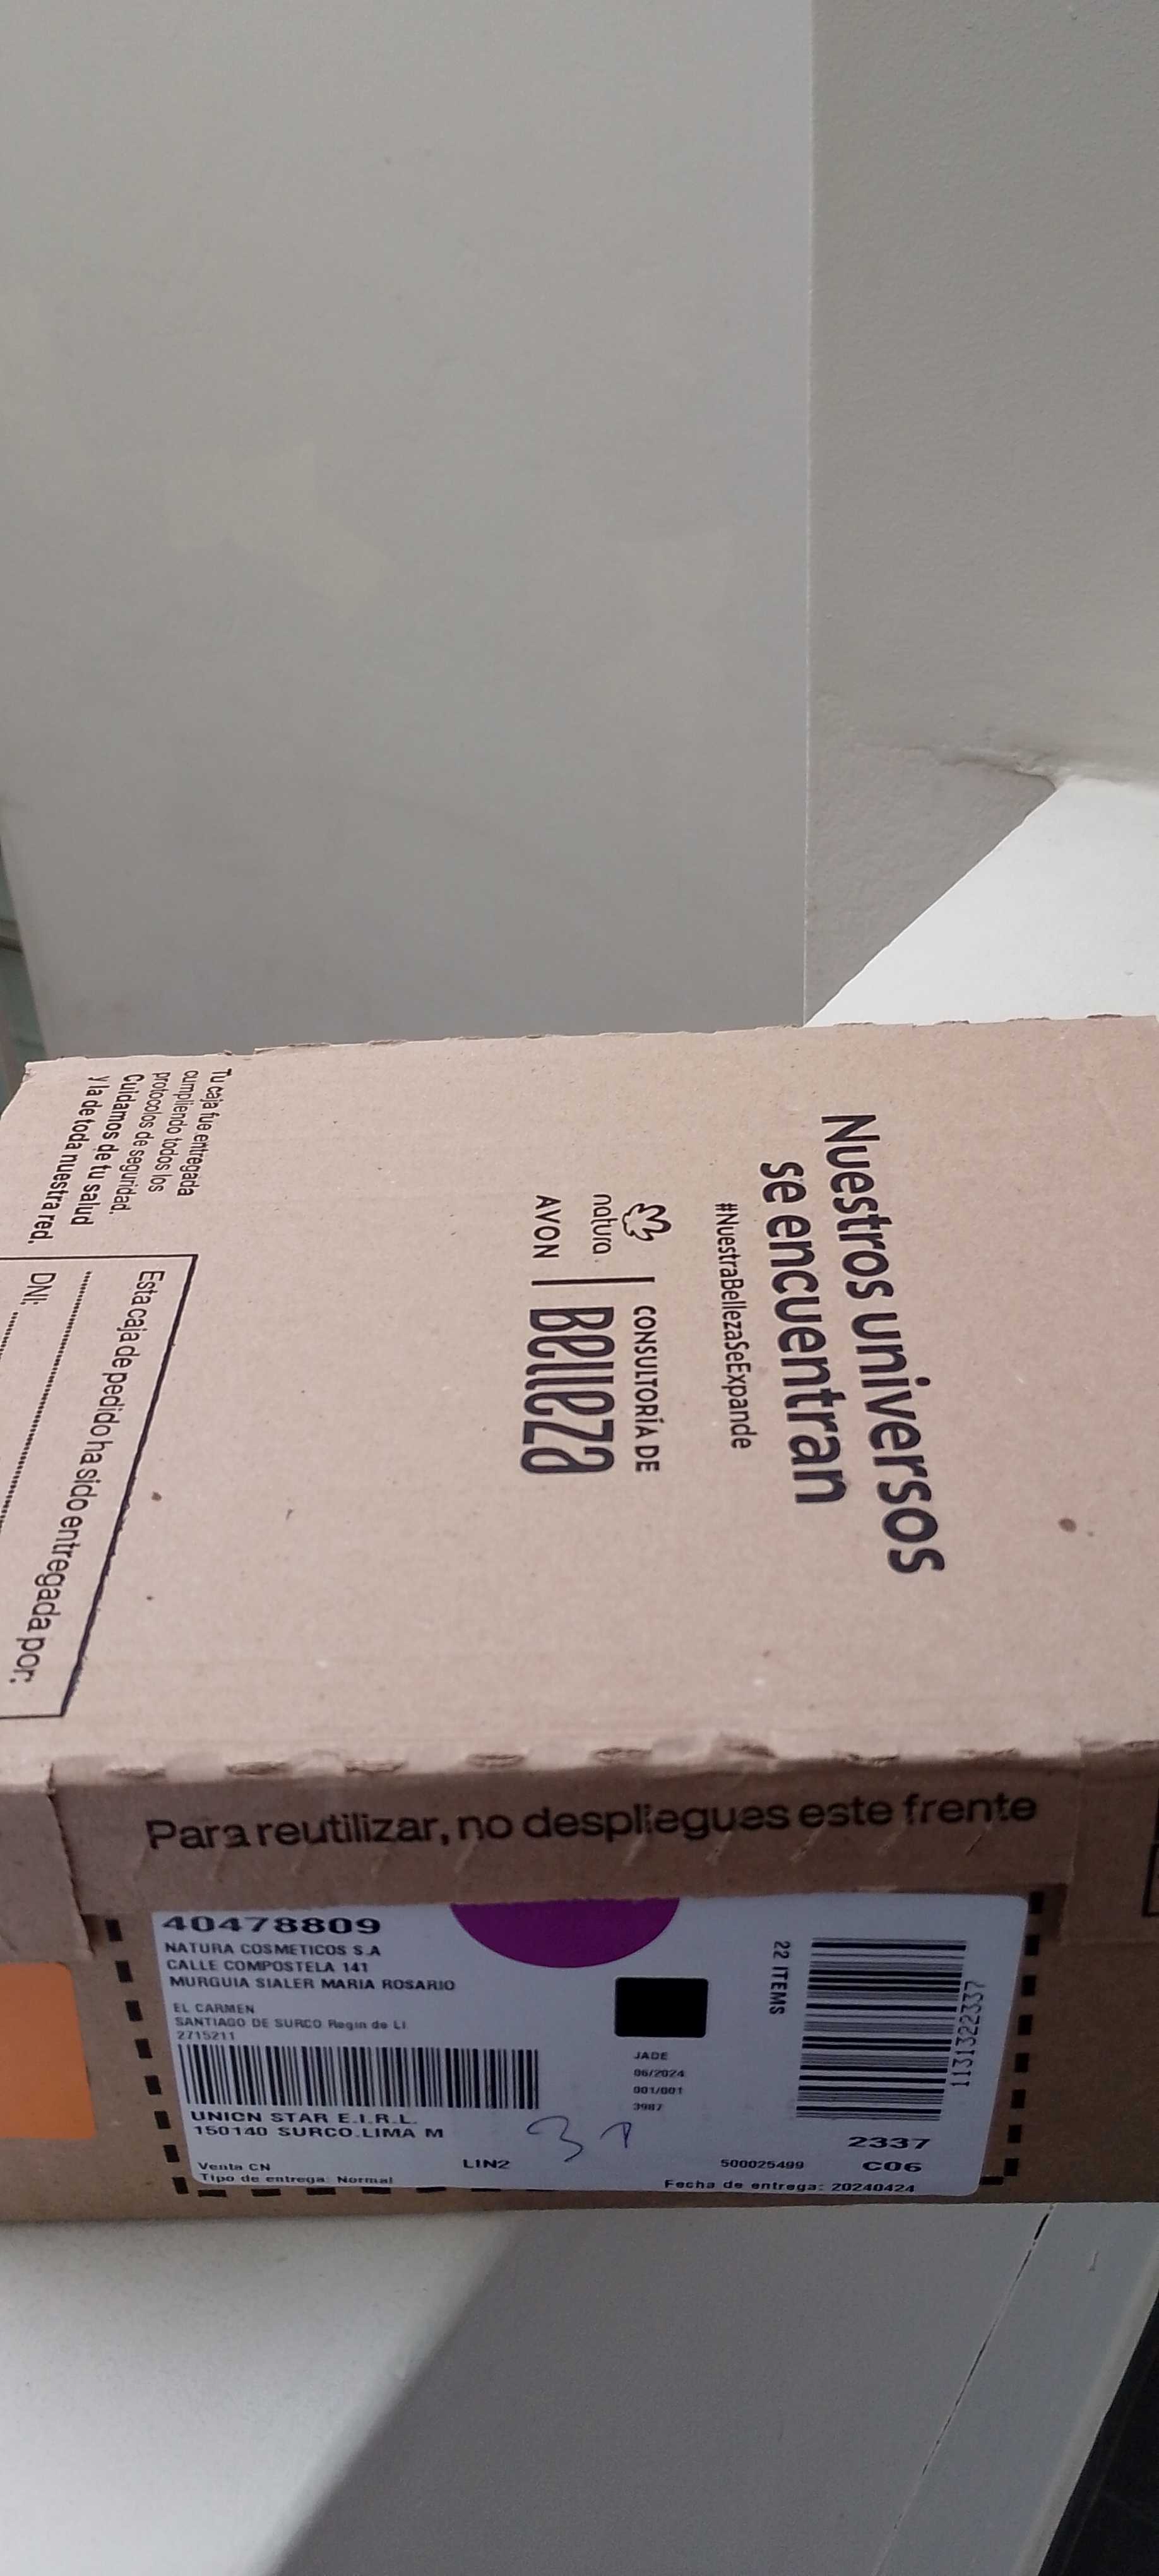 Nuestros universos
se encuentran
#NuestraBellezaSeExpande
natura
AVON
CONSULTORÍA DE
Belleza
Tu caja fue entregada
cumpliendo todos los
protocolos de seguridad.
Cuidamos de tu salud
y la de toda nuestra red.
Esta caja de pedido ha sido entregada por:
DNI:
Para reutilizar, no despliegues este frente
40478809
NATURA COSMETICOS S.A
CALLE COMPOSTELA 141
MURGUIA SIALER MARIA ROSARIO
EL CARMEN
SANTIAGO DE SURCO Regin de LI
2715211
UNION STAR E.I.R.L.
150140 SURCO.LIMA M
Venta CN
Tipo de entrega: Normal
LIN2
JADE
06/2024
001/001
3987
22 ITEMS
1131322337
2337
500025499
C06
Fecha de entrega: 20240424